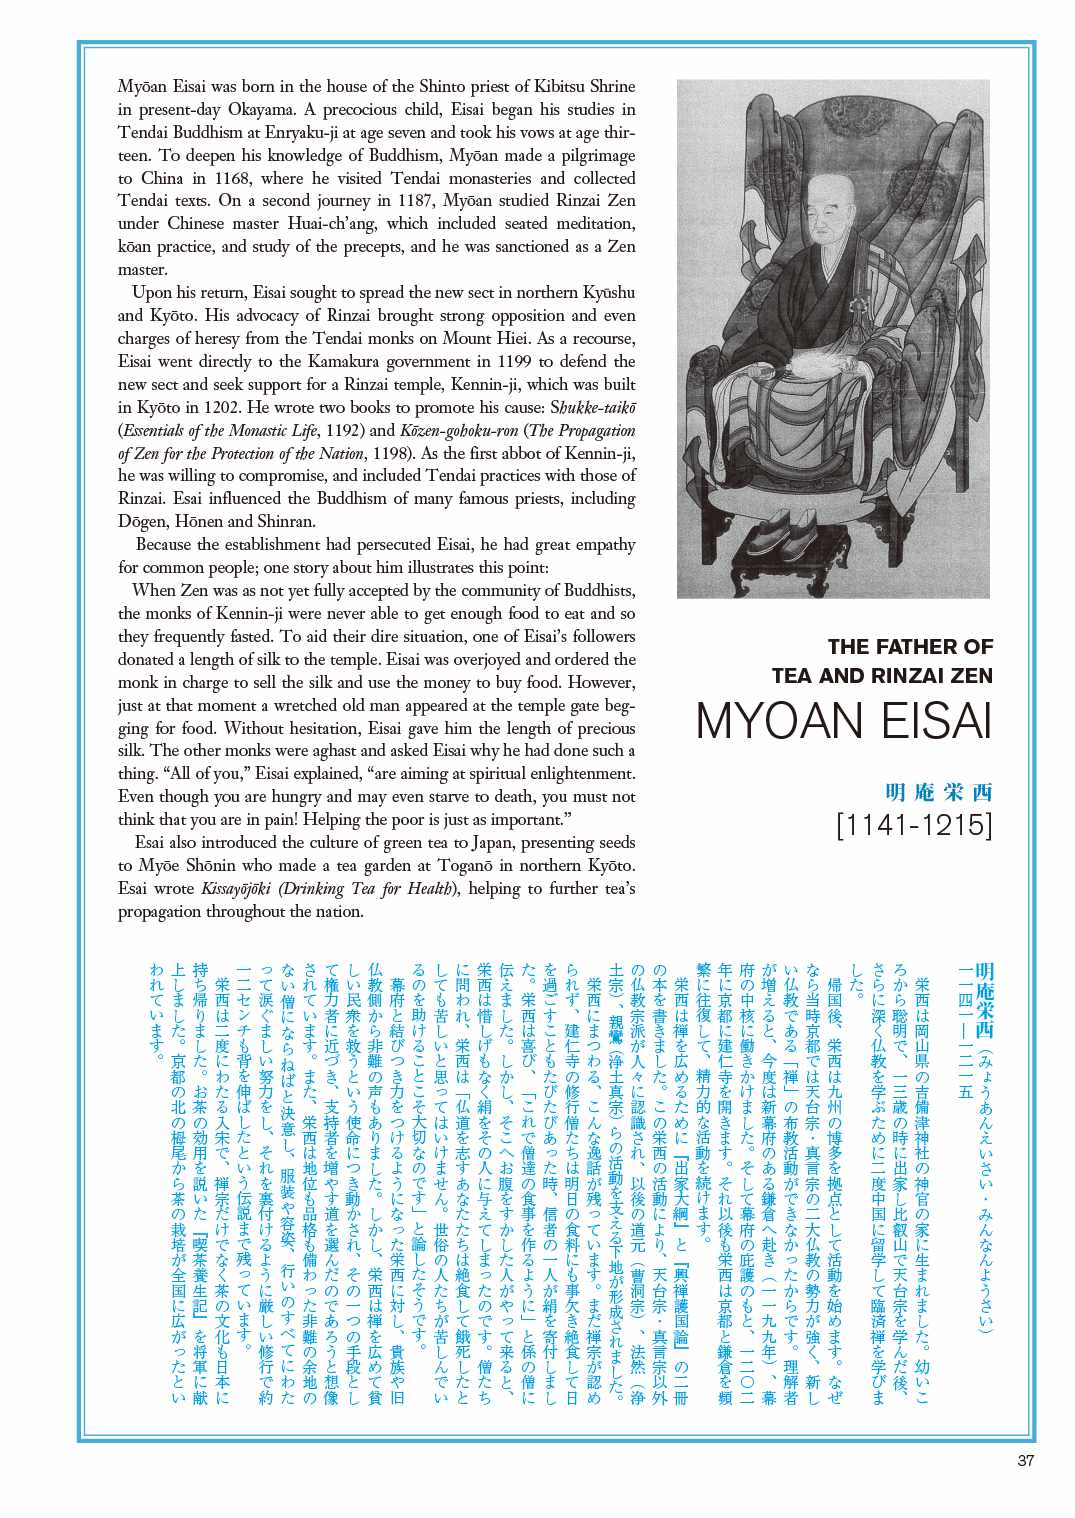 Myōan Eisai was born in the house of the Shinto priest of Kibitsu Shrine
in present-day Okayama. A precocious child, Eisai began his studies in
Tendai Buddhism at Enryaku-ji at age seven and took his vows at age thir-
teen. To deepen his knowledge of Buddhism, Myōan made a pilgrimage
to China in 1168, where he visited Tendai monasteries and collected
Tendai texts. On a second journey in 1187, Myōan studied Rinzai Zen
under Chinese master Huai-ch’ang, which included seated meditation,
kōan practice, and study of the precepts, and he was sanctioned as a Zen
master.
Upon his return, Eisai sought to spread the new sect in northern Kyūshu
and Kyōto. His advocacy of Rinzai brought strong opposition and even
charges of heresy from the Tendai monks on Mount Hiei. As a recourse,
Eisai went directly to the Kamakura government in 1199 to defend the
new sect and seek support for a Rinzai temple, Kennin-ji, which was built
in Kyōto in 1202. He wrote two books to promote his cause: Shukke-taikō
(Essentials of the Monastic Life, 1192) and Kōzen-gohoku-ron (The Propagation
of Zen for the Protection of the Nation, 1198). As the first abbot of Kennin-ji,
he was willing to compromise, and included Tendai practices with those of
Rinzai. Esai influenced the Buddhism of many famous priests, including
Dōgen, Hōnen and Shinran.
Because the establishment had persecuted Eisai, he had great empathy
for common people; one story about him illustrates this point:
When Zen was as not yet fully accepted by the community of Buddhists,
the monks of Kennin-ji were never able to get enough food to eat and so
they frequently fasted. To aid their dire situation, one of Eisai’s followers
donated a length of silk to the temple. Eisai was overjoyed and ordered the
monk in charge to sell the silk and use the money to buy food. However,
just at that moment a wretched old man appeared at the temple gate beg-
ging for food. Without hesitation, Eisai gave him the length of precious
silk. The other monks were aghast and asked Eisai why he had done such a
thing. “All of you,” Eisai explained, “are aiming at spiritual enlightenment.
Even though you are hungry and may even starve to death, you must not
think that you are in pain! Helping the poor is just as important.”
Esai also introduced the culture of green tea to Japan, presenting seeds
to Myōe Shōnin who made a tea garden at Toganō in northern Kyōto.
Esai wrote Kissayōjōki (Drinking Tea for Health), helping to further tea’s
propagation throughout the nation.
THE FATHER OF
TEA AND RINZAI ZEN
MYOAN EISAI
明庵栄西
[1141-1215]
明庵栄西（みょうあんえいさい・みんなんようさい）
一一四一―一二一五
栄西は岡山県の吉備津神社の神官の家に生まれました。幼いこ
ろから聡明で、一三歳の時に出家し比叡山で天台宗を学んだ後、
さらに深く仏教を学ぶために二度中国に留学して臨済禅を学びま
した。
帰国後、栄西は九州の博多を拠点として活動を始めます。なぜ
なら当時京都では天台宗・真言宗の二大仏教の勢力が強く、新し
い仏教である「禅」の布教活動ができなかったからです。理解者
が増えると、今度は新幕府のある鎌倉へ赴き（一一九九年）、幕
府の中核に働きかけました。そして幕府の庇護のもと、一二〇二
年に京都に建仁寺を開きます。それ以後も栄西は京都と鎌倉を頻
繁に往復して、精力的な活動を続けます。
栄西は禅を広めるために『出家大綱』と『興禅護国論』の二冊
の本を書きました。この栄西の活動により、天台宗・真言宗以外
の仏教宗派が人々に認識され、以後の道元（曹洞宗）、法然（浄
土宗）、親鸞（浄土真宗）らの活動を支える下地が形成されました。
栄西にまつわる、こんな逸話が残っています。まだ禅宗が認め
られず、建仁寺の修行僧たちは明日の食料にも事欠き絶食して日
を過ごすこともたびたびあった時、信者の一人が絹を寄付しまし
た。栄西は喜び、「これで僧達の食事を作るように」と係の僧に
伝えました。しかし、そこへお腹をすかした人がやって来ると、
栄西は惜しげもなく絹をその人に与えてしまったのです。僧たち
に問われ、栄西は「仏道を志すあなたたちは絶食して餓死したと
しても苦しいと思ってはいけません。世俗の人たちが苦しんでい
るのを助けることこそ大切なのです」と諭したそうです。
幕府と結びつき力をつけるようになった栄西に対し、貴族や旧
仏教側から非難の声もありました。しかし、栄西は禅を広めて貧
しい民衆を救うという使命につき動かされ、その一つの手段とし
て権力者に近づき、支持者を増やす道を選んだのであろうと想像
されています。また、栄西は地位も品格も備わった非難の余地の
ない僧にならねばと決意し、服装や容姿、行いのすべてにわた
って涙ぐましい努力をし、それを裏付けるように厳しい修行で約
一二センチも背を伸ばしたという伝説まで残っています。
栄西は二度にわたる入宋で、禅宗だけでなく茶の文化も日本に
持ち帰りました。お茶の効用を説いた『喫茶養生記』を将軍に献
上しました。京都の北の栂尾から茶の栽培が全国に広がったとい
われています。
37